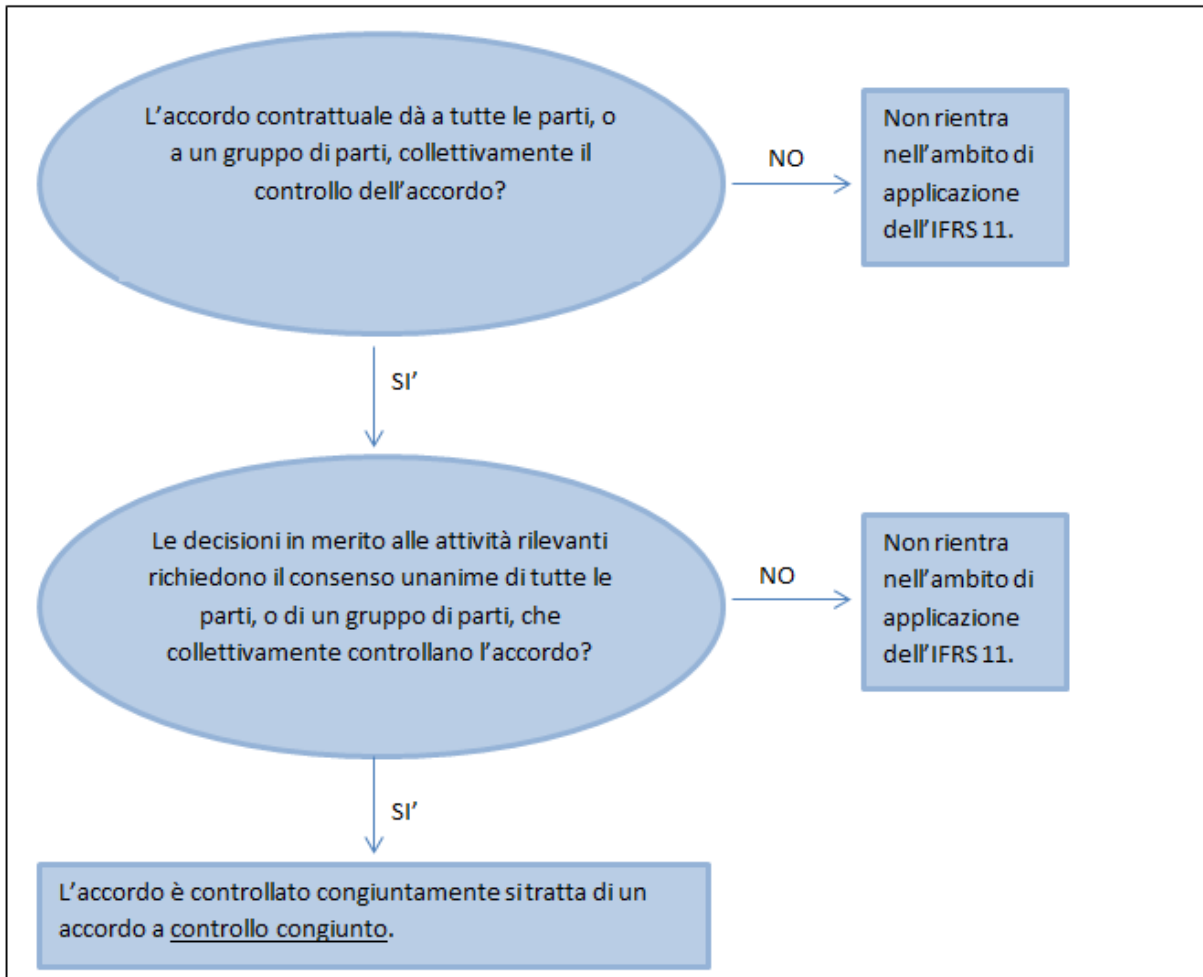 L’accordo contrattuale dà a tutte le parti, o
a un gruppo di parti, collettivamente il
controllo dell’accordo?
NO
Non rientra
nell’ambito di
applicazione
dell’IFRS 11.
SI’
Le decisioni in merito alle attività rilevanti
richiedono il consenso unanime di tutte le
parti, o di un gruppo di parti, che
collettivamente controllano l’accordo?
NO
Non rientra
nell’ambito di
applicazione
dell’IFRS 11.
SI’
L’accordo è controllato congiuntamente si tratta di un
accordo a controllo congiunto.